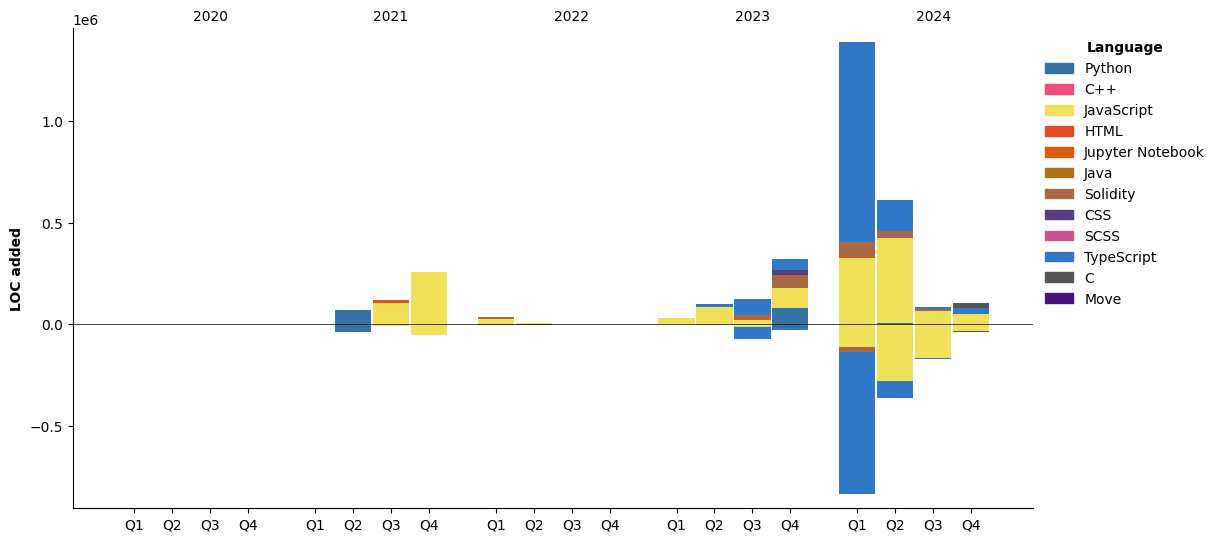 1e6
2020 2021 2022 2023 2024
Language
Python
C++
JavaScript
HTML
Jupyter Notebook
Java
Solidity
CSS
SCSS
TypeScript
C
Move
LOC added
1.0
0.5
0.0
−0.5
Q1 Q2 Q3 Q4 Q1 Q2 Q3 Q4 Q1 Q2 Q3 Q4 Q1 Q2 Q3 Q4 Q1 Q2 Q3 Q4